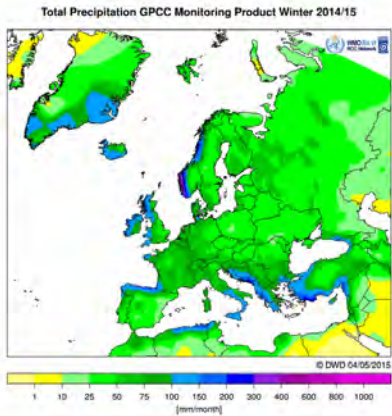 Total Precipitation GPCC Monitoring Product Winter 2014/15
© DWD 04/05/2015
1 10 25 50 75 100 150 200 300 400 600 800 1000
[mm/month]